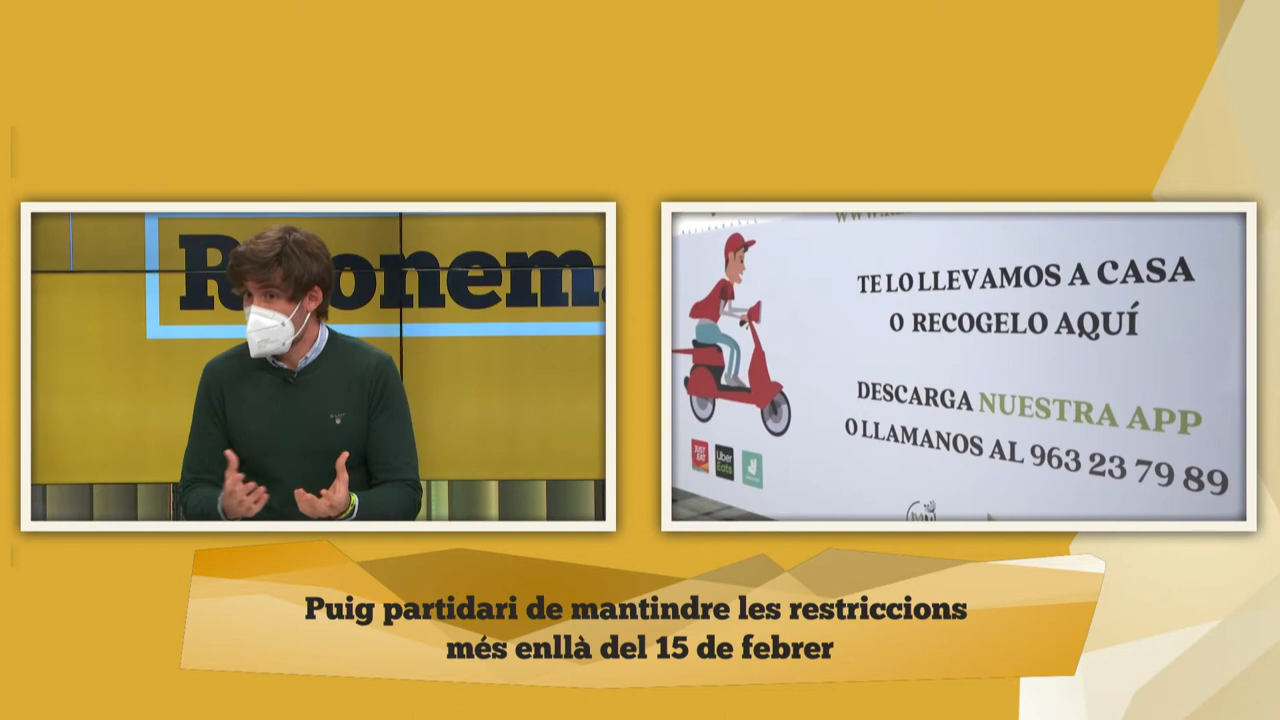 R onem.
TE LO LLEVAMOS A CASA
O RECOGELO AQUÍ
DESCARGA NUESTRA APP
O LLAMANOS AL 963 23 79 89
JUST
EAT
Uber
Eats
Puig partidari de mantindre les restriccions
més enllà del 15 de febrer